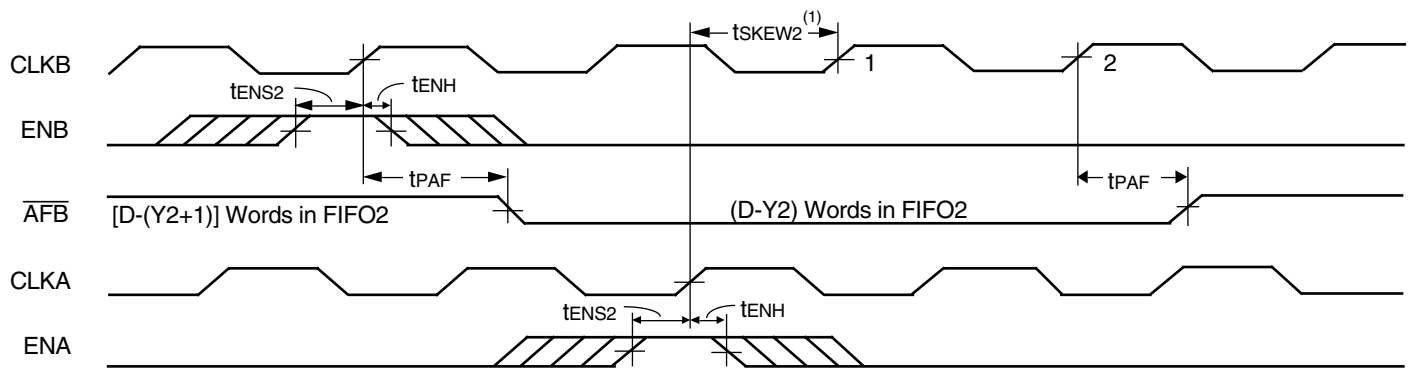 tSKEW2(1)
CLKB 1 2
tENS2 tENH
ENB
tPAF tPAF
AFB [D-(Y2+1)] Words in FIFO2 (D-Y2) Words in FIFO2
CLKA
tENS2 tENH
ENA